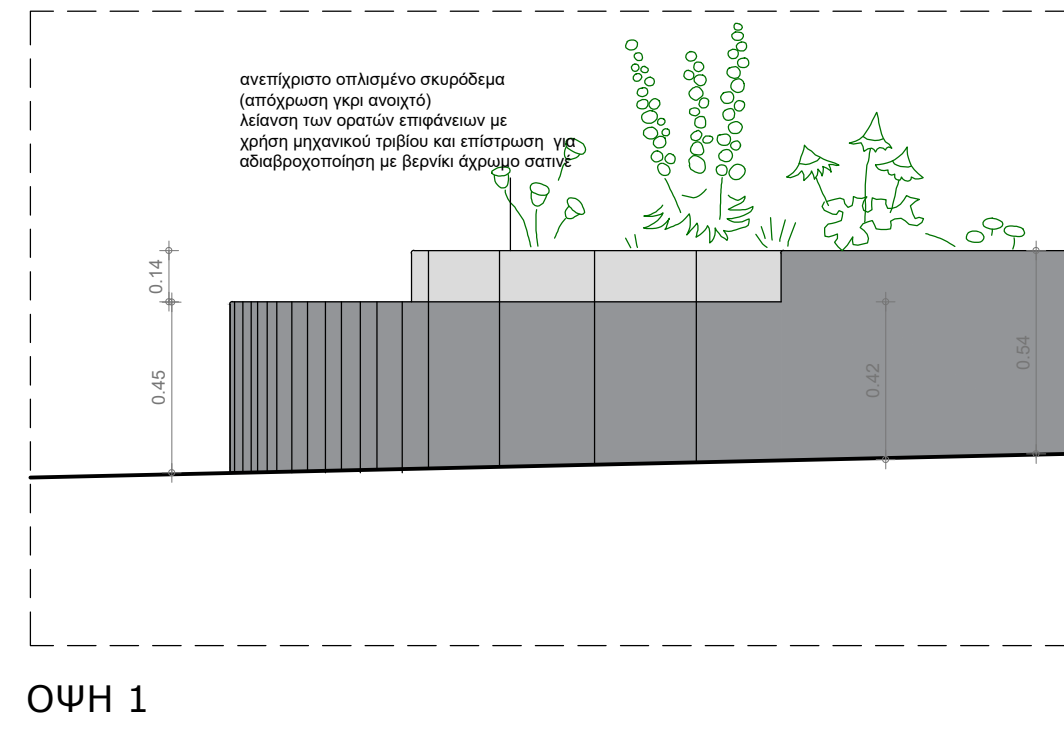 ανεπίχριστο οπλισμένο σκυρόδεμα
(απόχρωση γκρι ανοιχτό)
λείανση των ορατών επιφάνειων με
χρήση μηχανικού τριβίου και επίστρωση για
αδιαβροχοποίηση με βερνίκι άχρωμο σατινέ
0.14
0.45
0.42
0.54
ΟΨΗ 1